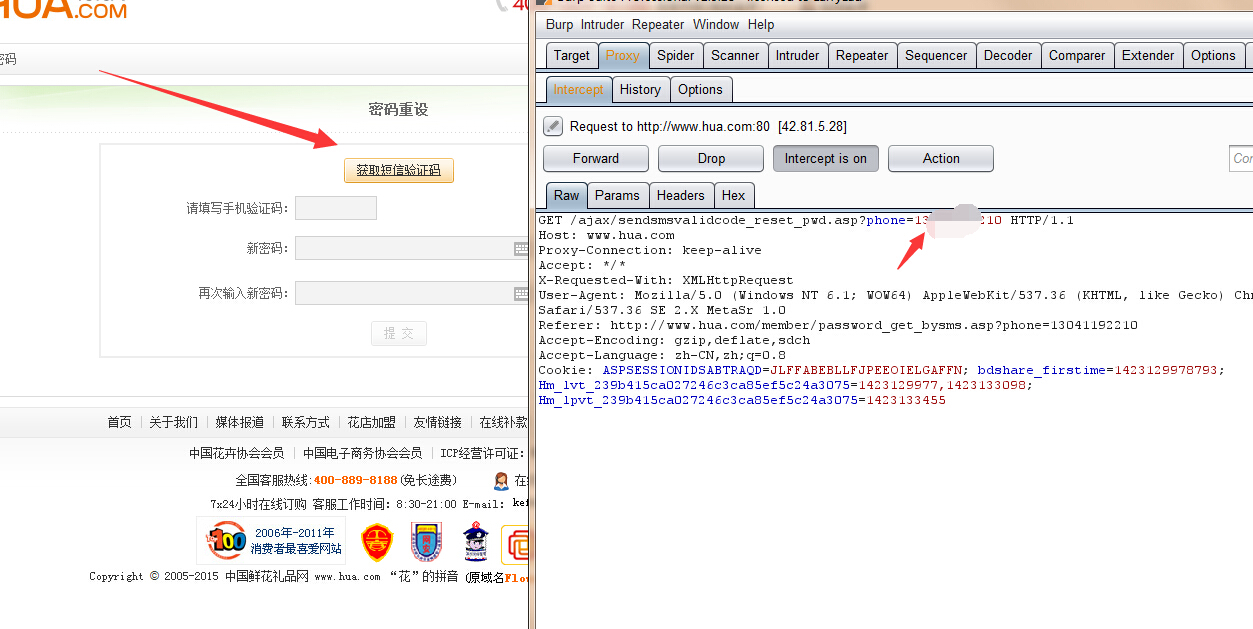 HUA.COM
密码
密码重设
获取短信验证码
请填写手机验证码:
新密码:
再次输入新密码:
提 交
首页 | 关于我们 | 媒体报道 | 联系方式 | 花店加盟 | 友情链接 | 在线补款
中国花卉协会会员 | 中国电子商务协会会员 | ICP经营许可证:
全国客服热线:400-889-8188(免长途费) 在
7x24小时在线订购 客服工作时间: 8:30-21:00 E-mail: kef
100
2006年-2011年
消费者最喜爱网站
Copyright © 2005-2015 中国鲜花礼品网 www.hua.com “花”的拼音 (原域名Flow
Burp Intruder Repeater Window Help
Target Proxy Spider Scanner Intruder Repeater Sequencer Decoder Comparer Extender Options
Intercept History Options
Request to http://www.hua.com:80 [42.81.5.28]
Forward Drop Intercept is on Action Con
Raw Params Headers Hex
GET /ajax/sendsmsvalidcode_reset_pwd.asp?phone=13 210 HTTP/1.1
Host: www.hua.com
Proxy-Connection: keep-alive
Accept: */*
X-Requested-With: XMLHttpRequest
User-Agent: Mozilla/5.0 (Windows NT 6.1; WOW64) AppleWebKit/537.36 (KHTML, like Gecko) Chr
Safari/537.36 SE 2.X MetaSr 1.0
Referer: http://www.hua.com/member/password_get_bysms.asp?phone=13041192210
Accept-Encoding: gzip,deflate,sdch
Accept-Language: zh-CN,zh;q=0.8
Cookie: ASPSESSIONIDSABTRAQD=JLFFABEBLLFJPEEOIELGAFFN; bdshare_firstime=1423129978793;
Hm_lvt_239b415ca027246c3ca85ef5c24a3075=1423129977,1423133098;
Hm_lpvt_239b415ca027246c3ca85ef5c24a3075=1423133455